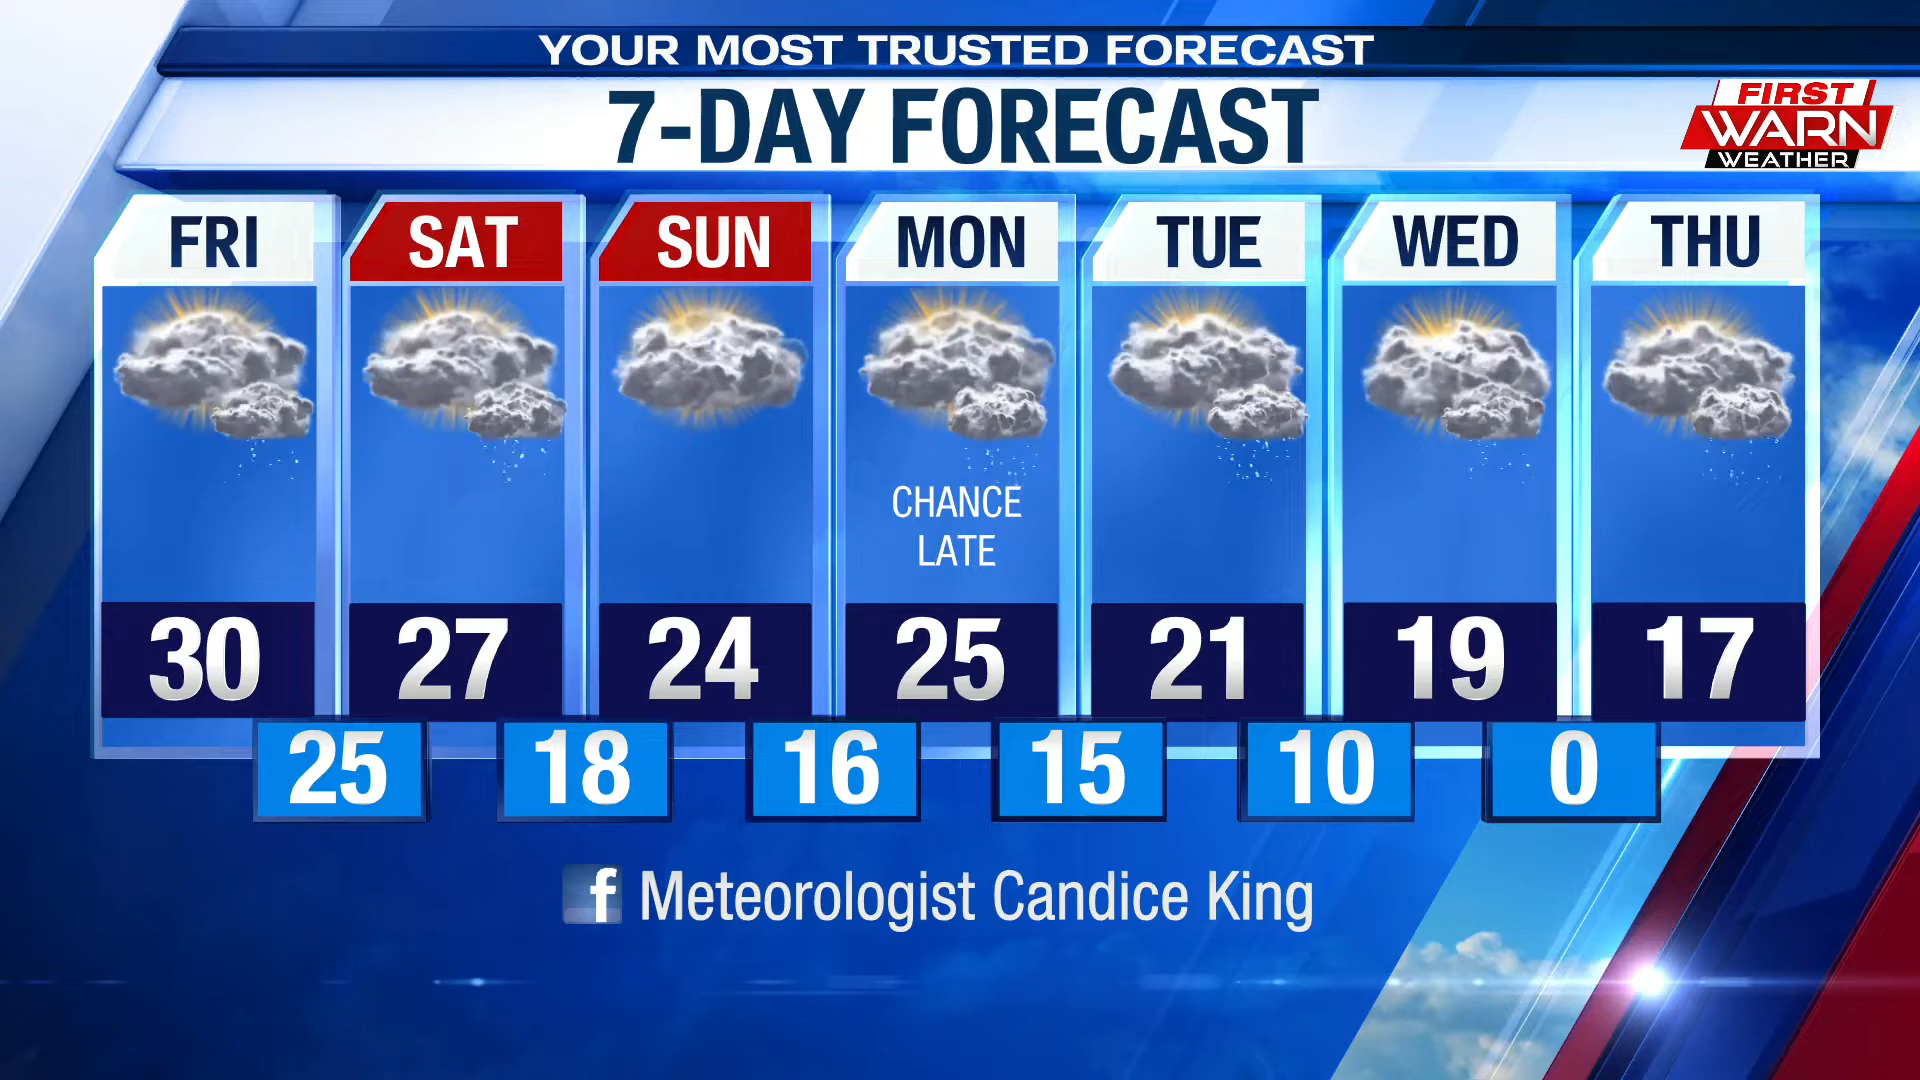 YOUR MOST TRUSTED FORECAST
7-DAY FORECAST
FIRST
WARN
WEATHER
FRI SAT SUN MON TUE WED THU
CHANCE
LATE
30 27 24 25 21 19 17
25 18 16 15 10 0
f Meteorologist Candice King